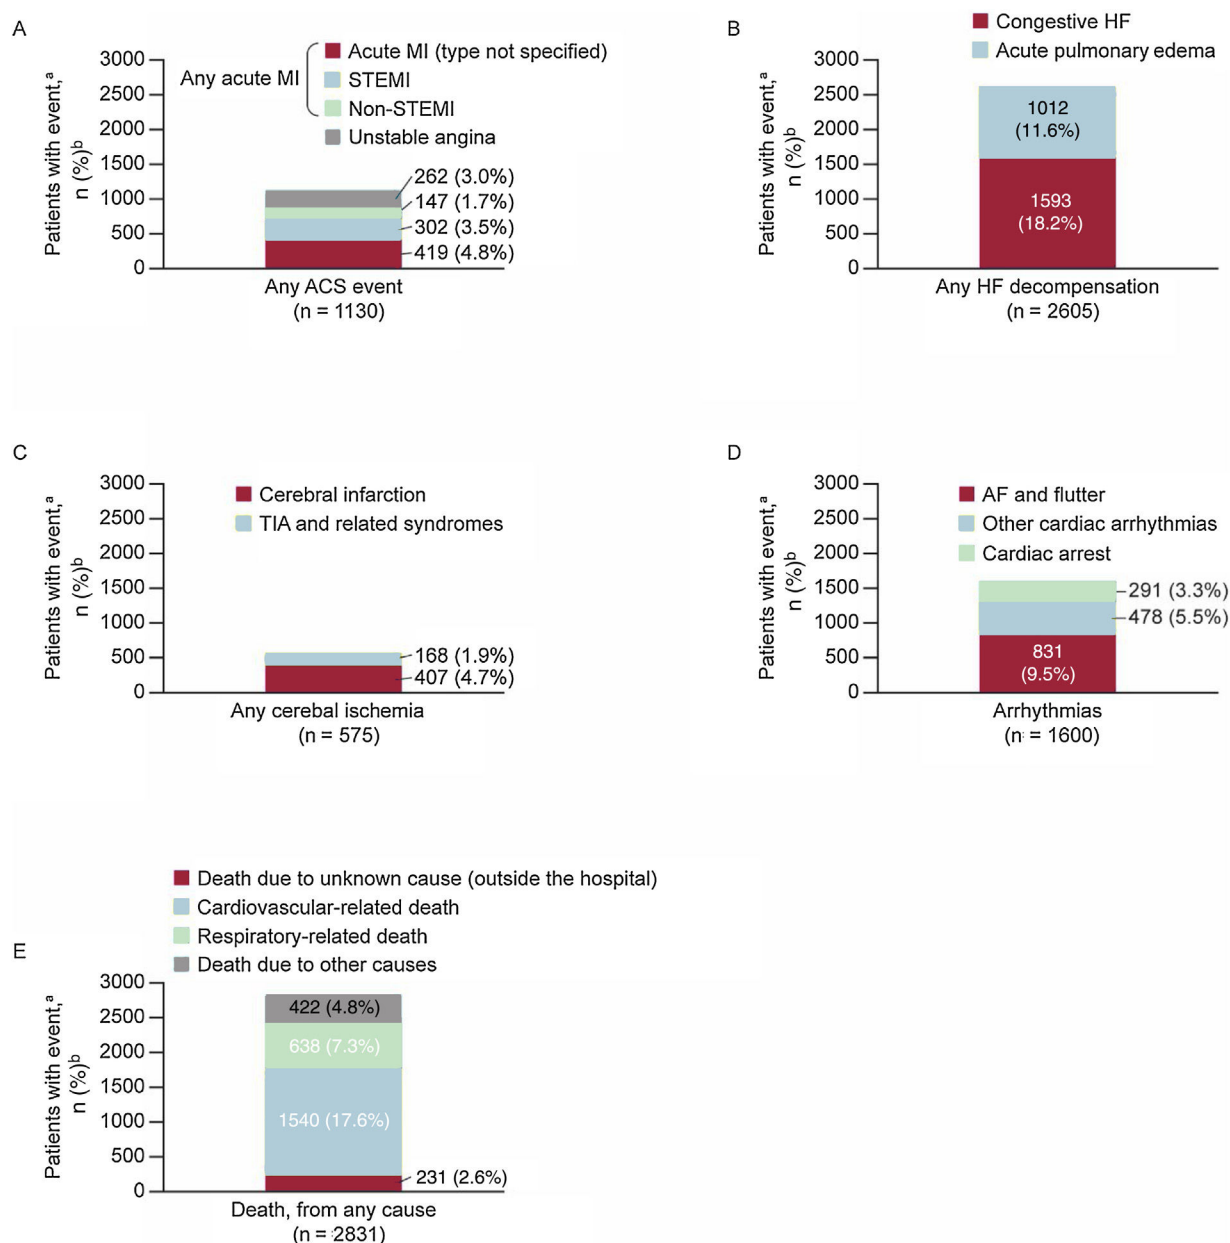 A
Acute MI (type not specified)
Any acute MI
STEMI
Non-STEMI
Unstable angina
Patients with event,ᵃ
n (%)ᵇ
3000
2500
2000
1500
1000
500
0
262 (3.0%)
147 (1.7%)
302 (3.5%)
419 (4.8%)
Any ACS event
(n = 1130)
B
Congestive HF
Acute pulmonary edema
Patients with event,ᵃ
n (%)ᵇ
3000
2500
2000
1500
1000
500
0
1012
(11.6%)
1593
(18.2%)
Any HF decompensation
(n = 2605)
C
Cerebral infarction
TIA and related syndromes
Patients with event,ᵃ
n (%)ᵇ
3000
2500
2000
1500
1000
500
0
168 (1.9%)
407 (4.7%)
Any cerebal ischemia
(n = 575)
D
AF and flutter
Other cardiac arrhythmias
Cardiac arrest
Patients with event,ᵃ
n (%)ᵇ
3000
2500
2000
1500
1000
500
0
291 (3.3%)
478 (5.5%)
831
(9.5%)
Arrhythmias
(n = 1600)
E
Death due to unknown cause (outside the hospital)
Cardiovascular-related death
Respiratory-related death
Death due to other causes
Patients with event,ᵃ
n (%)ᵇ
3000
2500
2000
1500
1000
500
0
422 (4.8%)
638 (7.3%)
1540 (17.6%)
231 (2.6%)
Death, from any cause
(n = 2831)